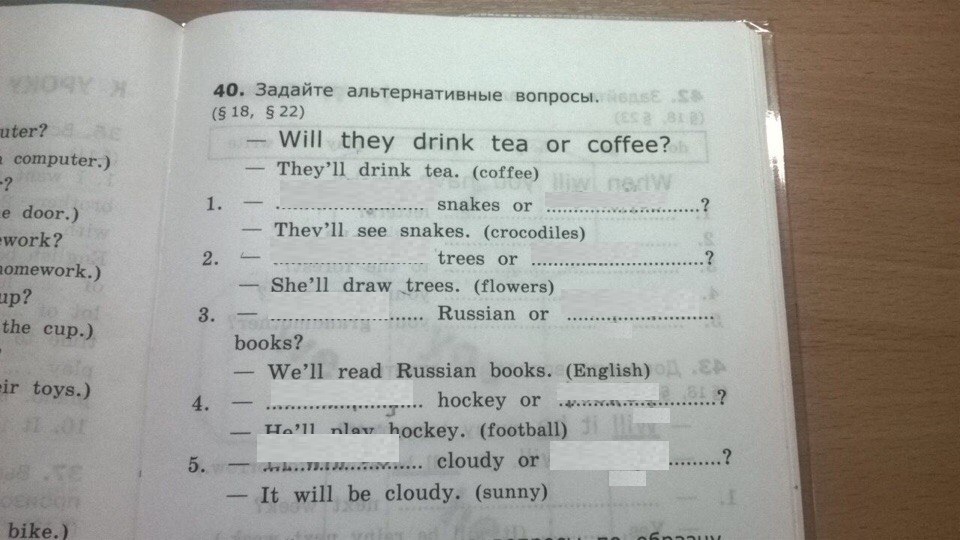 uter?
computer.)
?
e door.)
work?
nomework.)
up?
the cup.)
eir toys.)
bike.)
40. Задайте альтернативные вопросы.
(§ 18, § 22)
— Will they drink tea or coffee?
— They'll drink tea. (coffee)
1. — ........................ snakes or ........................?
— They'll see snakes. (crocodiles)
2. — ........................ trees or ........................?
— She'll draw trees. (flowers)
3. — ........................ Russian or ........................
books?
— We'll read Russian books. (English)
4. — ........................ hockey or ........................?
— He'll play hockey. (football)
5. — ........................ cloudy or ........................?
— It will be cloudy. (sunny)